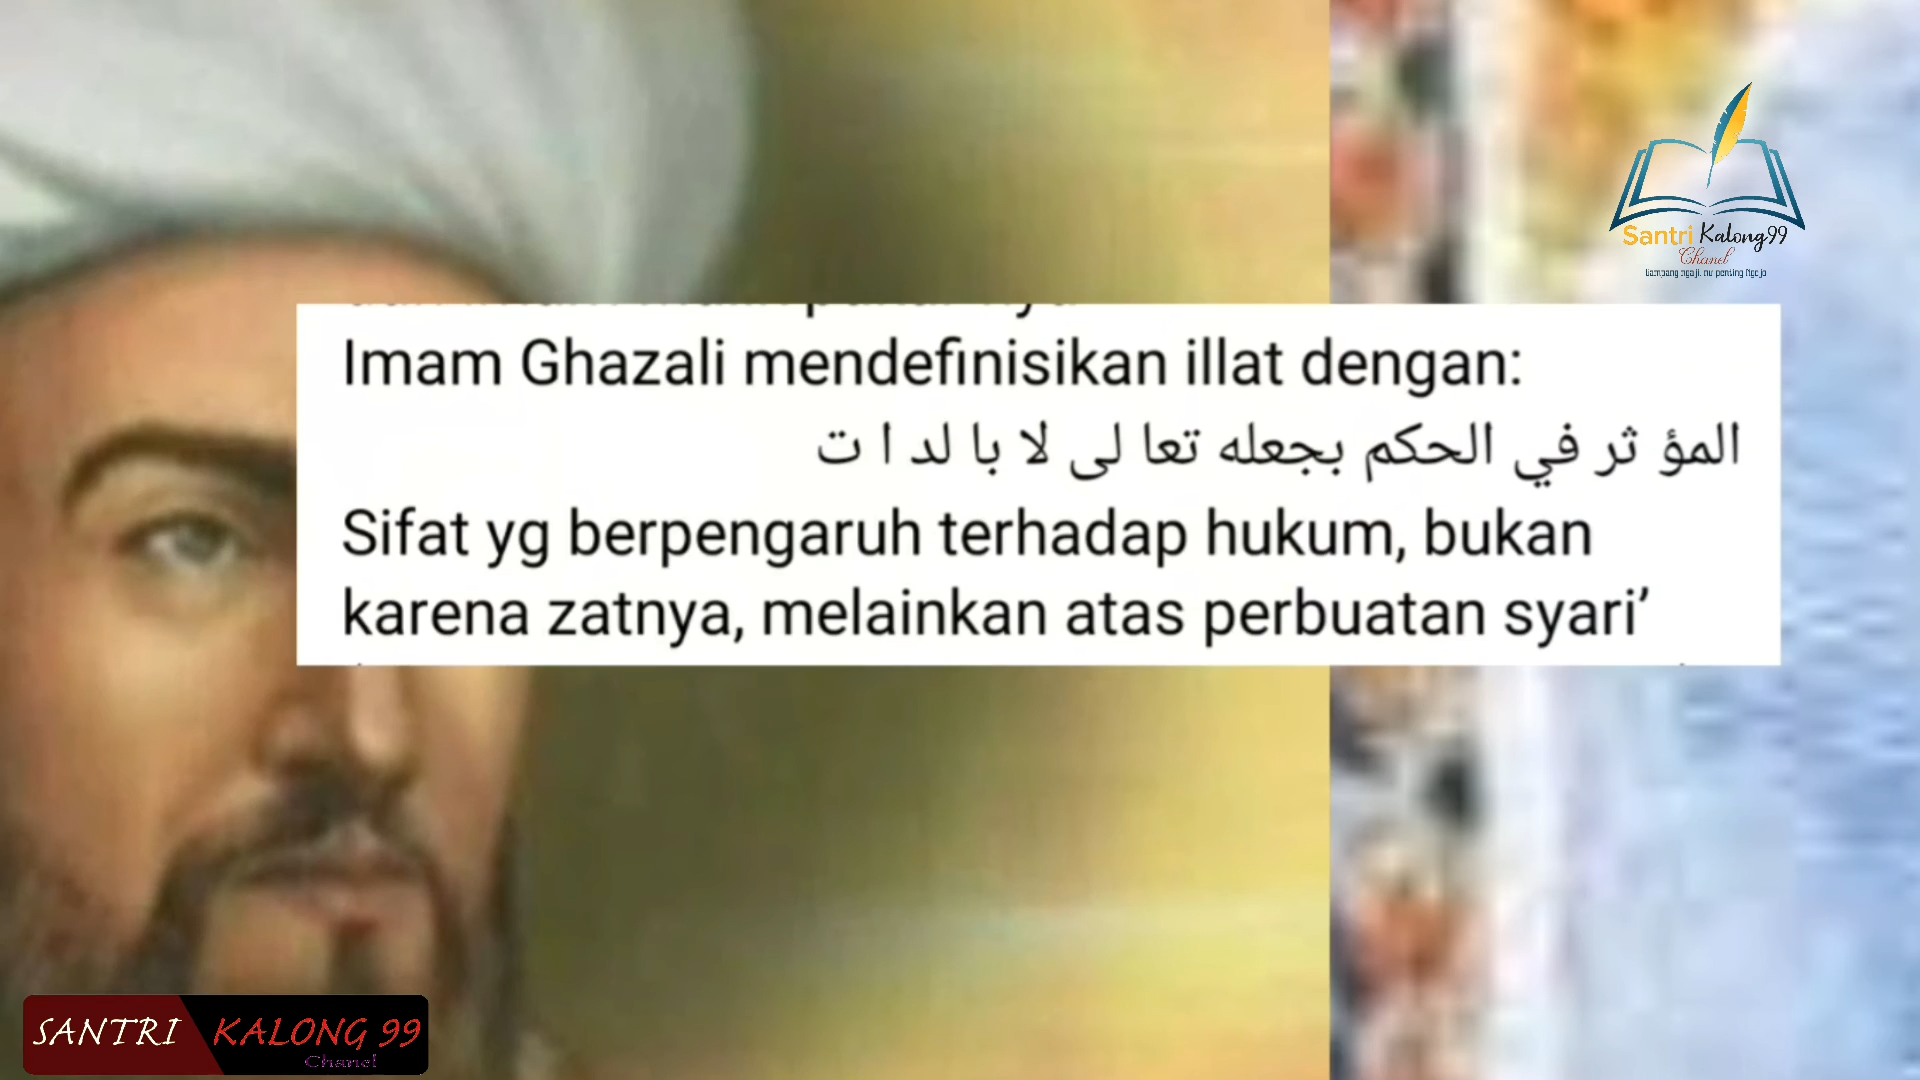 Santri Kalong99
Chanel
Imam Ghazali mendefinisikan illat dengan:
المؤ ثر في الحكم بجعله تعا لى لا با لد ا ت
Sifat yg berpengaruh terhadap hukum, bukan
karena zatnya, melainkan atas perbuatan syari’
SANTRI KALONG 99
Chanel